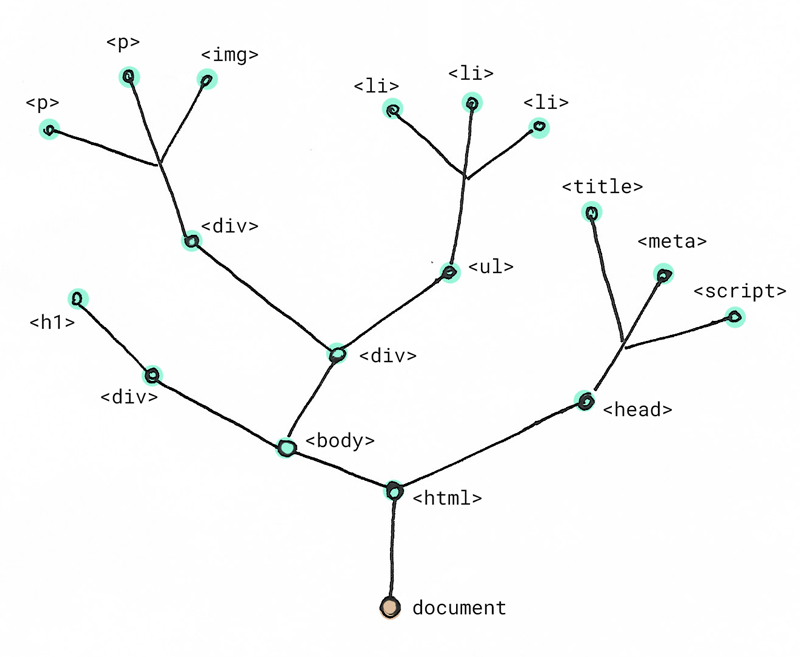 <p>
<img>
<p>
<li>
<li>
<li>
<title>
<div>
<meta>
<ul>
<script>
<h1>
<div>
<div>
<head>
<body>
<html>
document